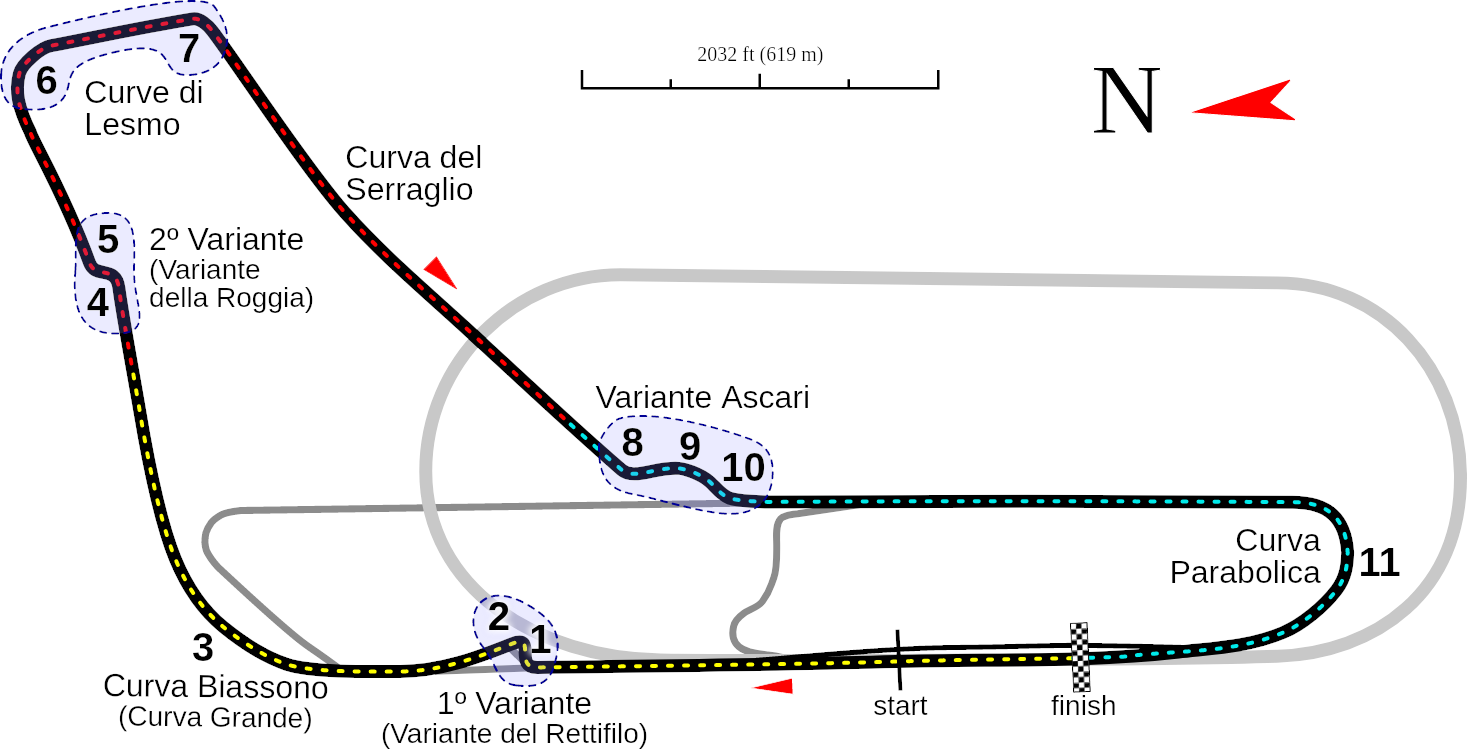 2032 ft (619 m)
N
7
6
Curve di
Lesmo
Curva del
Serraglio
5
4
2º Variante
(Variante
della Roggia)
Variante Ascari
8
9
10
Curva
Parabolica
11
2
1
3
Curva Biassono
(Curva Grande)
1º Variante
(Variante del Rettifilo)
start
finish